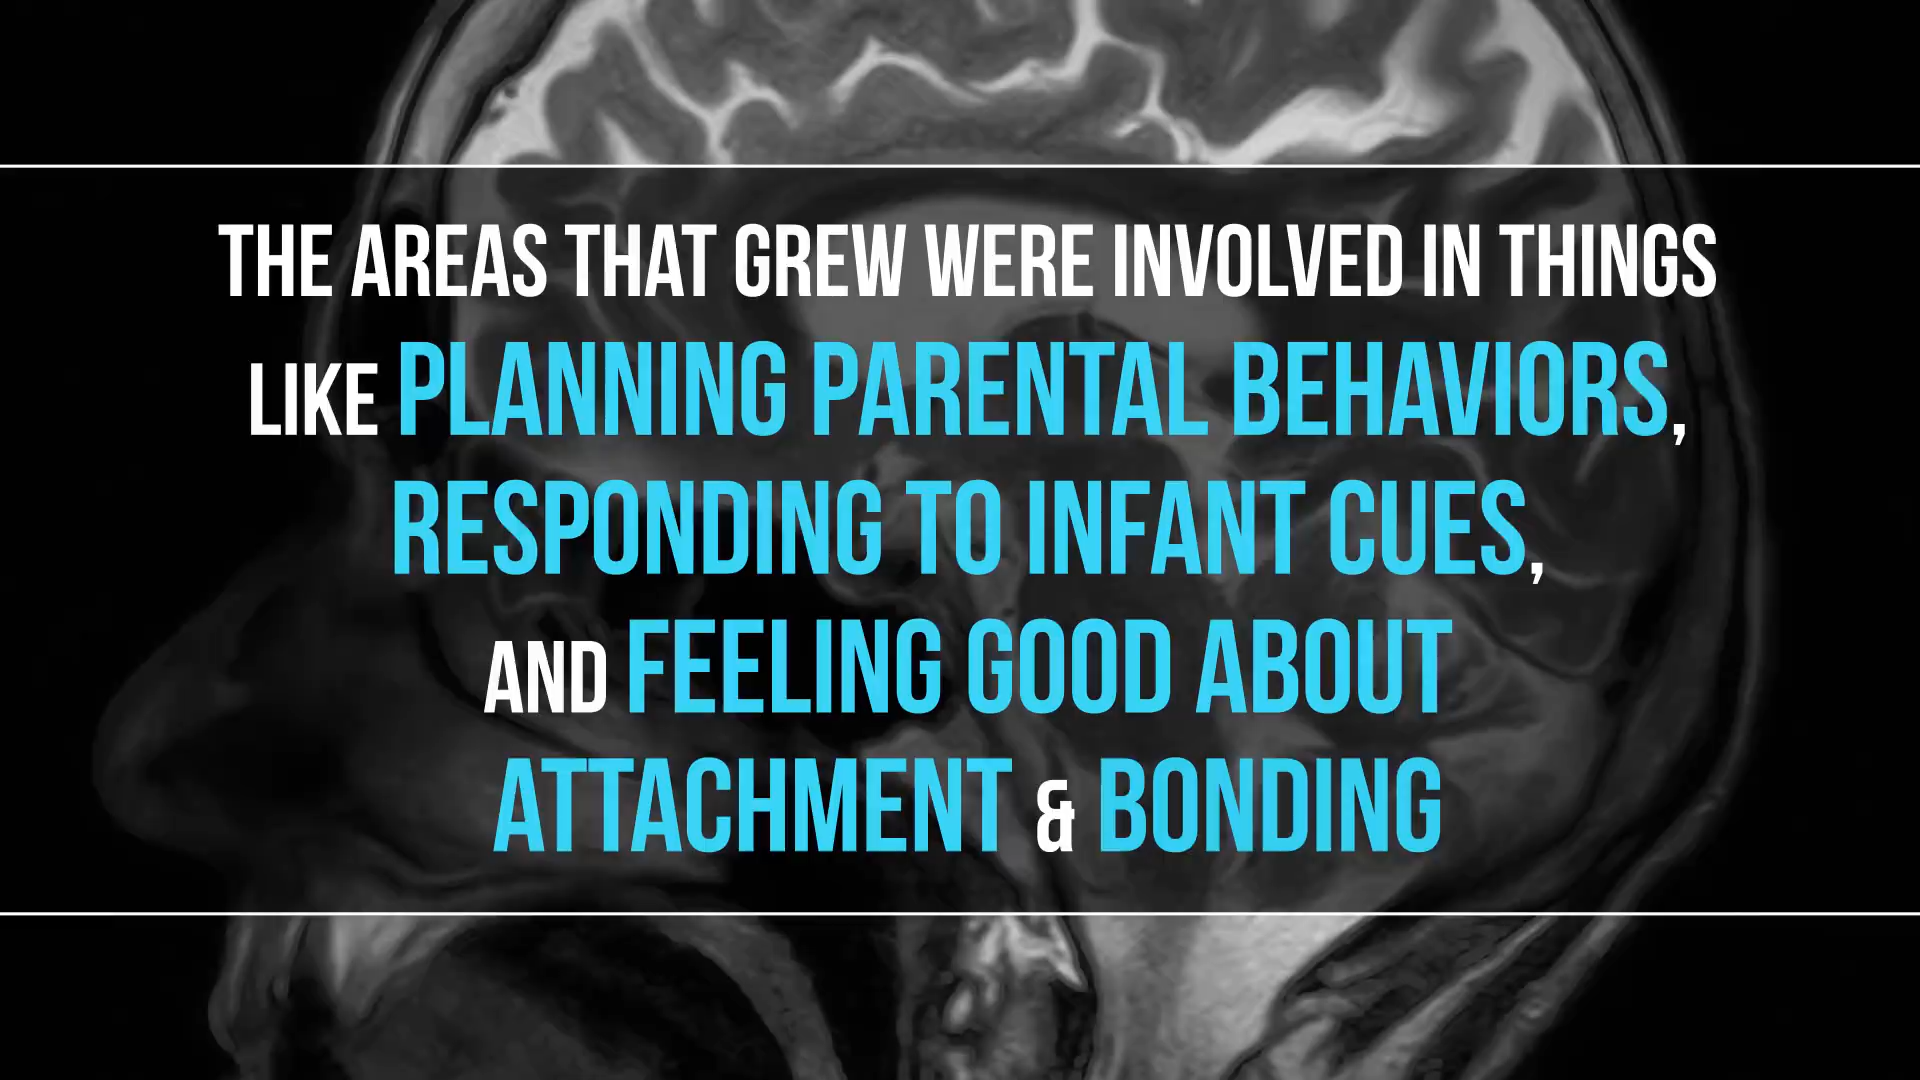 THE AREAS THAT GREW WERE INVOLVED IN THINGS
LIKE PLANNING PARENTAL BEHAVIORS,
RESPONDING TO INFANT CUES,
AND FEELING GOOD ABOUT
ATTACHMENT & BONDING